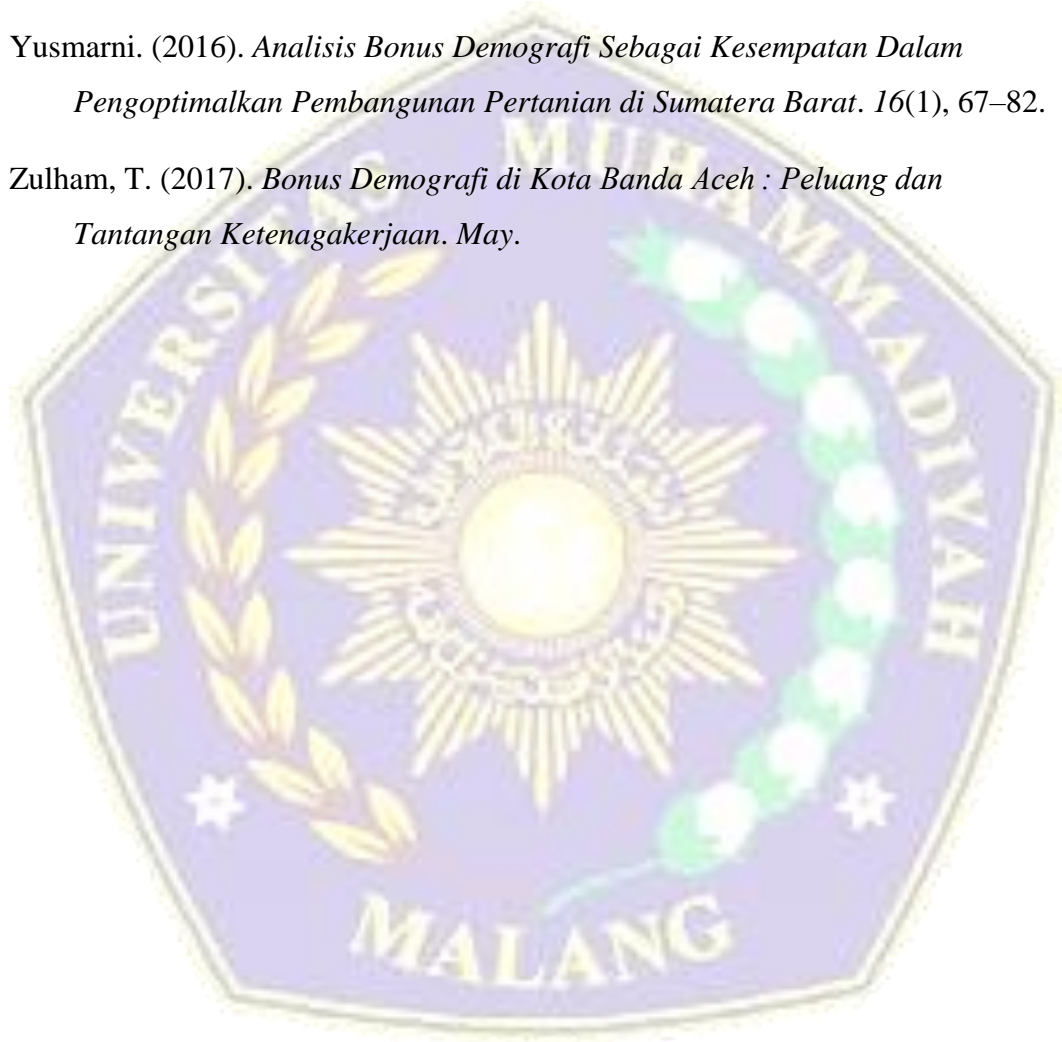 Yusmarni. (2016). Analisis Bonus Demografi Sebagai Kesempatan Dalam
Pengoptimalkan Pembangunan Pertanian di Sumatera Barat. 16(1), 67–82.
Zulham, T. (2017). Bonus Demografi di Kota Banda Aceh : Peluang dan
Tantangan Ketenagakerjaan. May.
UNIVERSITAS MUHAMMADIYAH
MALANG